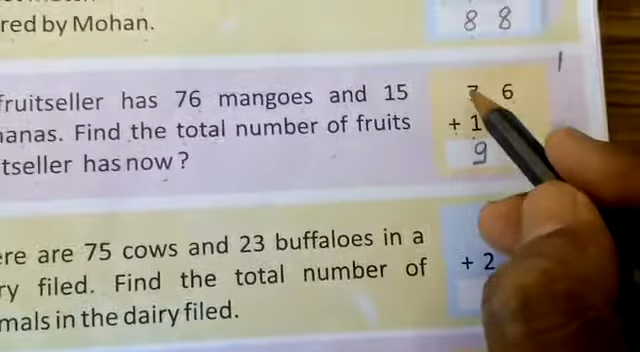 red by Mohan.
8 8
1
fruitseller has 76 mangoes and 15
7 6
anas. Find the total number of fruits
+ 1
tseller has now ?
9
ere are 75 cows and 23 buffaloes in a
ry filed. Find the total number of
+ 2
mals in the dairy filed.